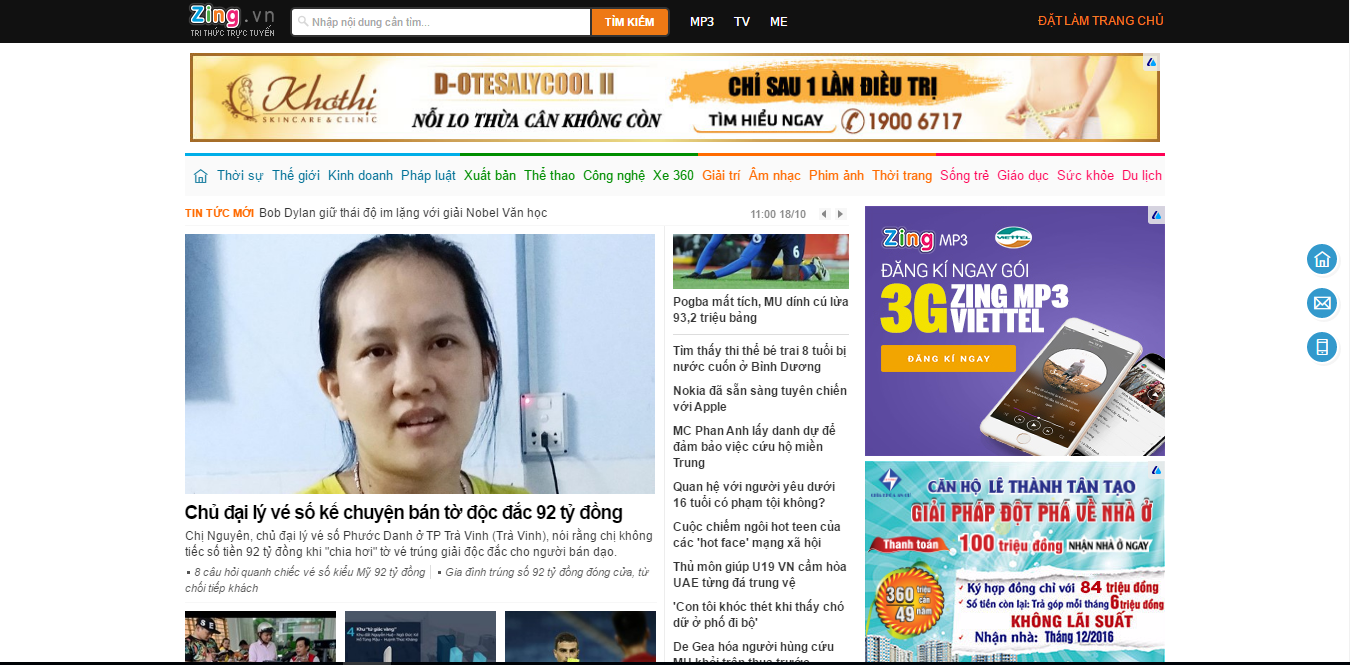 Zing.vn
TRI THỨC TRỰC TUYẾN
Nhập nội dung cần tìm...
TÌM KIẾM
MP3 TV ME
ĐẶT LÀM TRANG CHỦ
Khơthị
SKINCARE & CLINIC
D-OTESALYCOOL II
NỖI LO THỪA CÂN KHÔNG CÒN
CHỈ SAU 1 LẦN ĐIỀU TRỊ
TÌM HIỂU NGAY 1900 6717
Thời sự Thế giới Kinh doanh Pháp luật Xuất bản Thể thao Công nghệ Xe 360 Giải trí Âm nhạc Phim ảnh Thời trang Sống trẻ Giáo dục Sức khỏe Du lịch
TIN TỨC MỚI Bob Dylan giữ thái độ im lặng với giải Nobel Văn học
11:00 18/10
Chủ đại lý vé số kể chuyện bán tờ độc đắc 92 tỷ đồng
Chị Nguyên, chủ đại lý vé số Phước Danh ở TP Trà Vinh (Trà Vinh), nói rằng chị không
tiếc số tiền 92 tỷ đồng khi "chia hơi" tờ vé trúng giải độc đắc cho người bán dạo.
▪ 8 câu hỏi quanh chiếc vé số kiểu Mỹ 92 tỷ đồng ▪ Gia đình trúng số 92 tỷ đồng đóng cửa, từ
chối tiếp khách
4 Khu "tứ giác vàng"
6
Pogba mất tích, MU dính cú lừa
93,2 triệu bảng
Tìm thấy thi thể bé trai 8 tuổi bị
nước cuốn ở Bình Dương
Nokia đã sẵn sàng tuyên chiến
với Apple
MC Phan Anh lấy danh dự để
đảm bảo việc cứu hộ miền
Trung
Quan hệ với người yêu dưới
16 tuổi có phạm tội không?
Cuộc chiếm ngôi hot teen của
các 'hot face' mạng xã hội
Thủ môn giúp U19 VN cầm hòa
UAE từng đá trung vệ
'Con tôi khóc thét khi thấy chó
dữ ở phố đi bộ'
De Gea hóa người hùng cứu
MU khỏi trận thua trước
Zing MP3 VIETTEL
ĐĂNG KÍ NGAY GÓI
3G ZING MP3
VIETTEL
ĐĂNG KÍ NGAY
CĂN HỘ LÊ THÀNH TÂN TẠO
GIẢI PHÁP ĐỘT PHÁ VỀ NHÀ Ở
Thanh toán 100 triệu đồng NHẬN NHÀ Ở NGAY
360 triệu
căn
49 năm
Ký hợp đồng chỉ với 84 triệu đồng
Số tiền còn lại: Trả góp mỗi tháng 6 triệu đồng
KHÔNG LÃI SUẤT
Nhận nhà: Tháng 12/2016